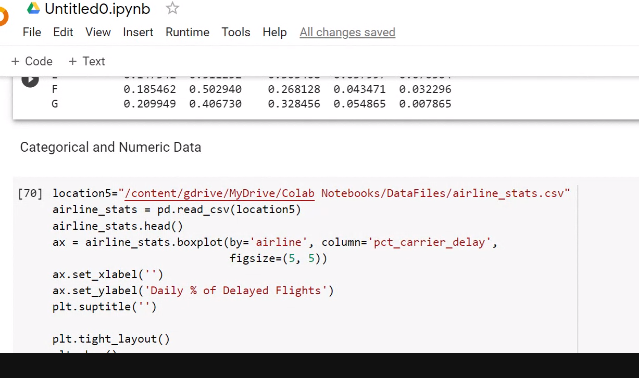 Untitled0.ipynb
File Edit View Insert Runtime Tools Help All changes saved
+ Code + Text
F 0.185462 0.502940 0.268128 0.043471 0.032296
G 0.209949 0.406730 0.328456 0.054865 0.007865
Categorical and Numeric Data
[70] location5="/content/gdrive/MyDrive/Colab Notebooks/DataFiles/airline_stats.csv"
airline_stats = pd.read_csv(location5)
airline_stats.head()
ax = airline_stats.boxplot(by='airline', column='pct_carrier_delay',
figsize=(5, 5))
ax.set_xlabel('')
ax.set_ylabel('Daily % of Delayed Flights')
plt.suptitle('')
plt.tight_layout()